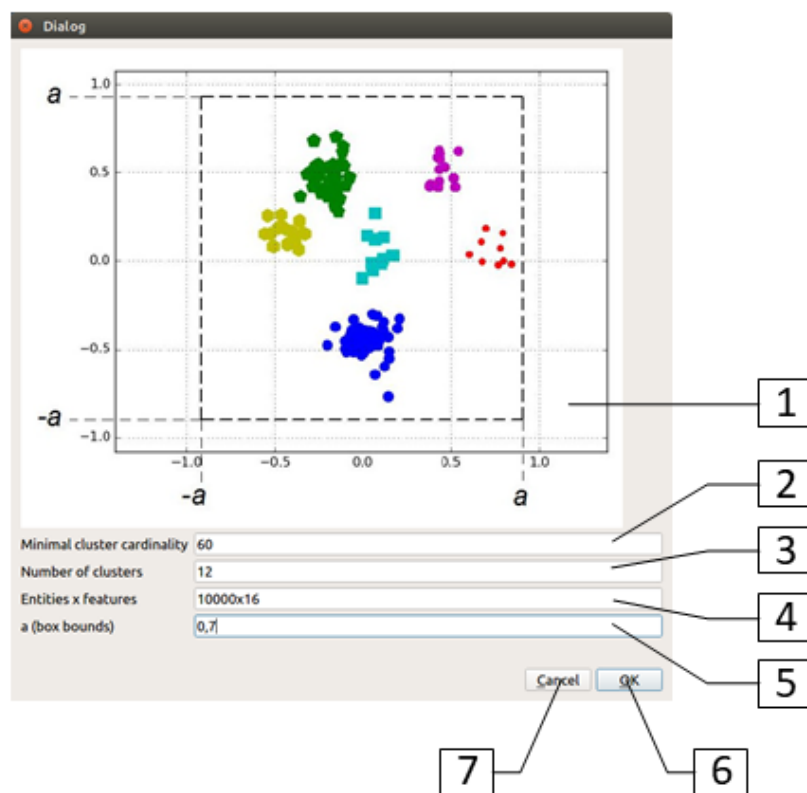 Dialog
1.0
a
0.5
0.0
-0.5
-a
-1.0
-1.0 -0.5 0.0 0.5 1.0
-a a
1
Minimal cluster cardinality 60
2
Number of clusters 12
3
Entities x features 10000x16
4
a (box bounds) 0,7
5
Cancel OK
7 6